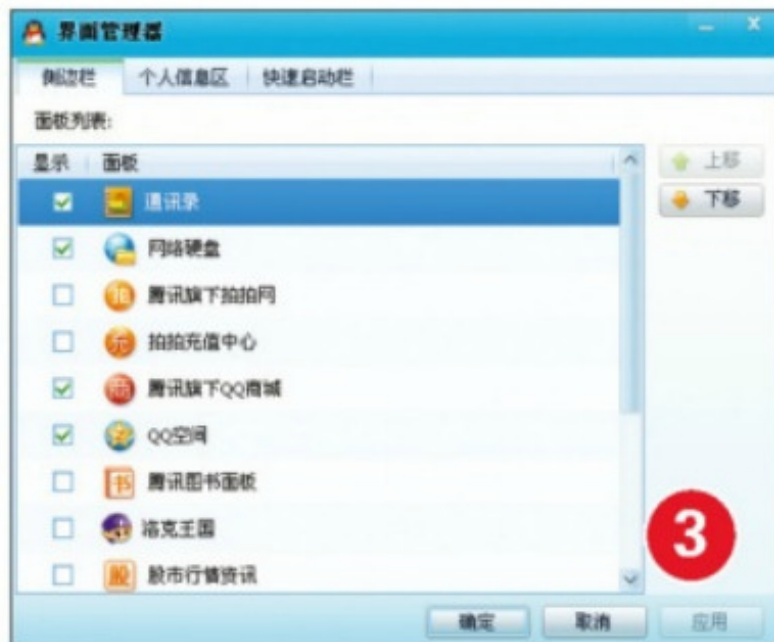 界面管理器
侧边栏 个人信息区 快速启动栏
面板列表:
显示 面板
上移
通讯录
下移
网络硬盘
腾讯旗下拍拍网
拍拍充值中心
腾讯旗下QQ商城
QQ空间
腾讯图书面板
洛克王国
股市行情资讯
3
确定 取消 应用